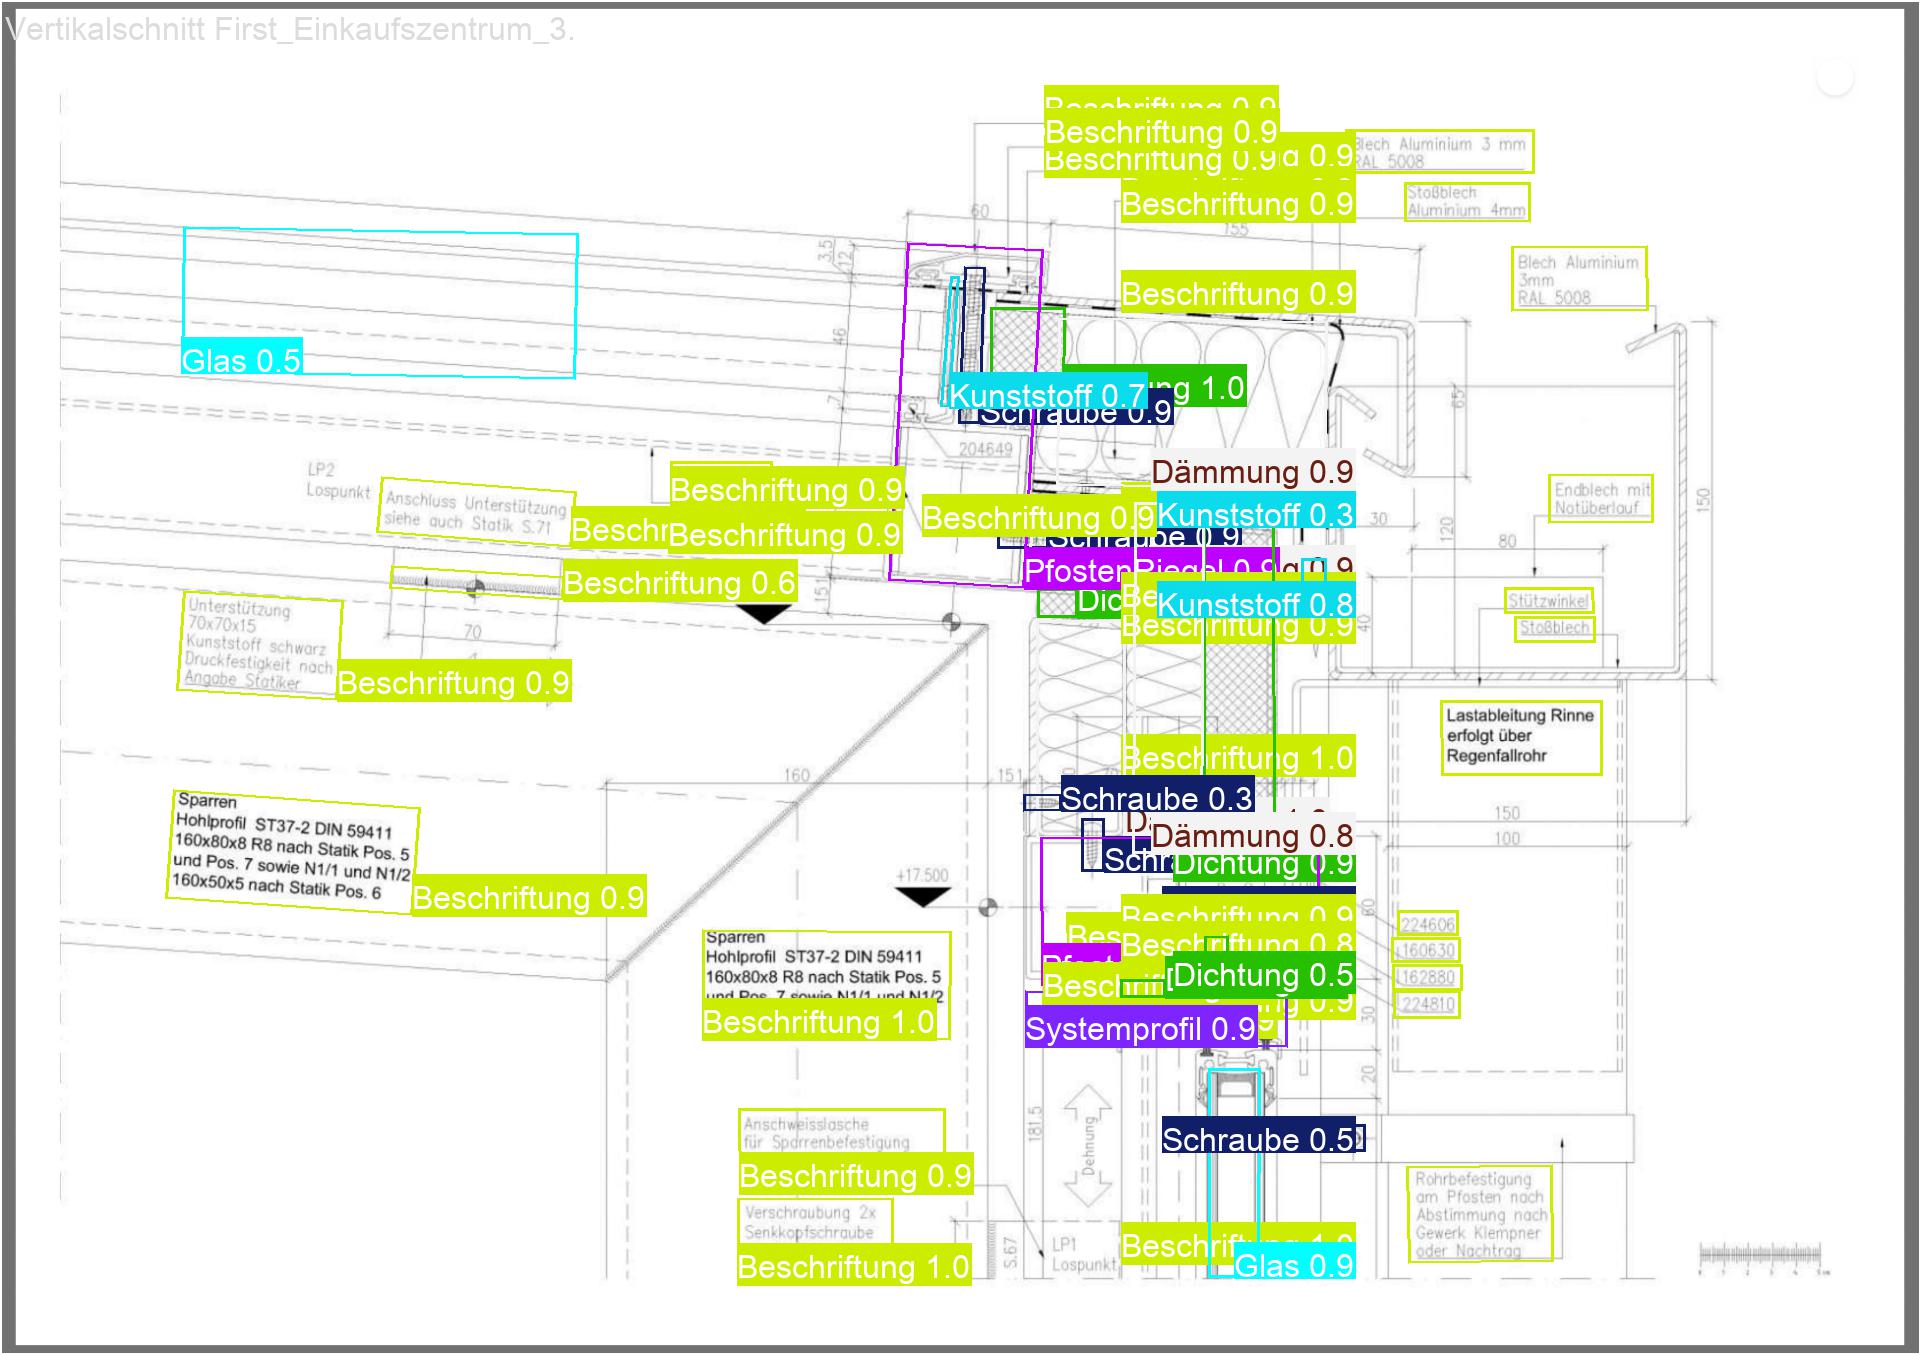 Vertikalschnitt First_Einkaufszentrum_3.
Beschriftung 0.9
Beschriftung 0.9
Beschriftung 0.9
0.9
Blech Aluminium 3 mm
RAL 5008
Beschriftung 0.9
Stoßblech
Aluminium 4mm
60
155
3,5
12
Blech Aluminium
3mm
RAL 5008
Beschriftung 0.9
46
Glas 0.5
Kunststoff 0.7
1.0
Schraube 0.9
7
65
204649
LP2
Lospunkt
Anschluss Unterstützung
siehe auch Statik S.71
Beschriftung 0.9
Dämmung 0.9
Beschriftung 0.9
Beschriftung 0.9
Kunststoff 0.3
Schraube 0.9
30
120
150
Endblech mit
Notüberlauf
80
PfostenRiegel 0.9
0.9
Beschriftung 0.6
Kunststoff 0.8
Beschriftung 0.9
151
40
Stützwinkel
Stoßblech
Unterstützung
70x70x15
Kunststoff schwarz
Druckfestigkeit nach
Angabe Statiker
70
Beschriftung 0.9
Lastableitung Rinne
erfolgt über
Regenfallrohr
Beschriftung 1.0
160
151
Schraube 0.3
150
100
Dämmung 0.8
Dichtung 0.9
Sparren
Hohlprofil ST37-2 DIN 59411
160x80x8 R8 nach Statik Pos. 5
und Pos. 7 sowie N1/1 und N1/2
160x50x5 nach Statik Pos. 6
Beschriftung 0.9
+17.500
Beschriftung 0.9
60
224606
Beschriftung 0.8
160630
Dichtung 0.5
162880
224810
Sparren
Hohlprofil ST37-2 DIN 59411
160x80x8 R8 nach Statik Pos. 5
und Pos. 7 sowie N1/1 und N1/2
Beschriftung 1.0
Systemprofil 0.9
30
20
181.5
Dehnung
Anschweisslasche
für Sparrenbefestigung
Beschriftung 0.9
Schraube 0.5
Verschraubung 2x
Senkkopfschraube
Beschriftung 1.0
S.67
LP1
Lospunkt
Glas 0.9
Rohrbefestigung
am Pfosten nach
Abstimmung nach
Gewerk Klempner
oder Nachtrag